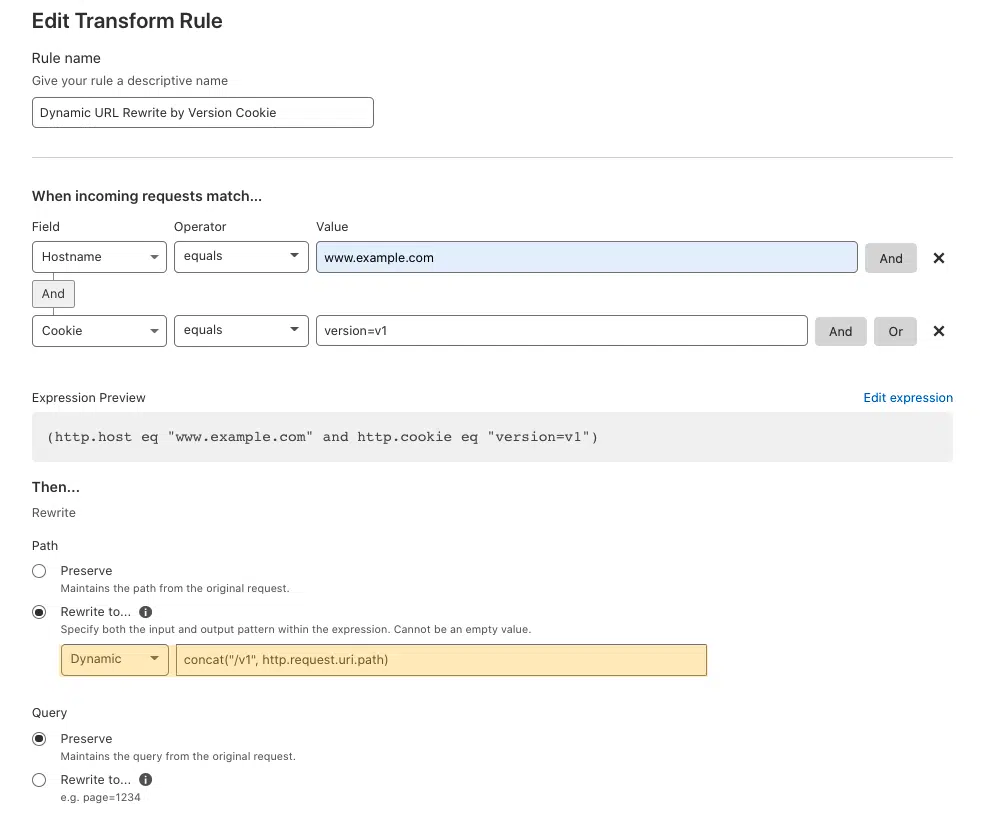 Edit Transform Rule
Rule name
Give your rule a descriptive name
Dynamic URL Rewrite by Version Cookie
When incoming requests match...
Field Operator Value
Hostname equals www.example.com And
And
Cookie equals version=v1 And Or
Expression Preview Edit expression
(http.host eq "www.example.com" and http.cookie eq "version=v1")
Then...
Rewrite
Path
Preserve
Maintains the path from the original request.
Rewrite to...
Specify both the input and output pattern within the expression. Cannot be an empty value.
Dynamic concat("/v1", http.request.uri.path)
Query
Preserve
Maintains the query from the original request.
Rewrite to...
e.g. page=1234